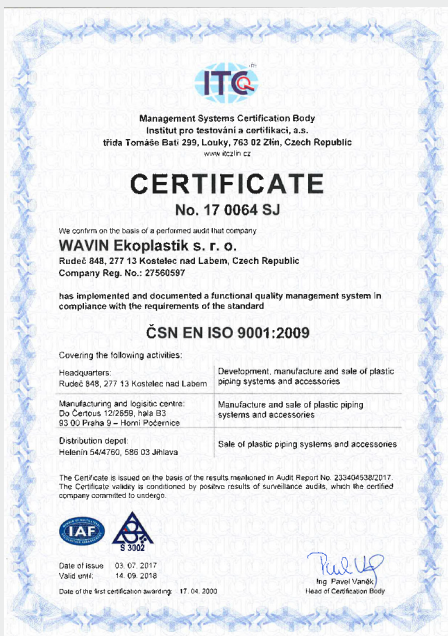 ITC
Management Systems Certification Body
Institut pro testování a certifikaci, a.s.
třída Tomáše Bati 299, Louky, 763 02 Zlín, Czech Republic
www.itczlin.cz
CERTIFICATE
No. 17 0064 SJ
We confirm on the basis of a performed audit that company
WAVIN Ekoplastik s. r. o.
Rudeč 848, 277 13 Kostelec nad Labem, Czech Republic
Company Reg. No.: 27560597
has implemented and documented a functional quality management system in
compliance with the requirements of the standard
ČSN EN ISO 9001:2009
Covering the following activities:
Headquarters:
Rudeč 848, 277 13 Kostelec nad Labem
Development, manufacture and sale of plastic
piping systems and accessories
Manufacturing and logisitic centre:
Do Čertous 12/2659, hala B3
93 00 Praha 9 – Horní Počernice
Manufacture and sale of plastic piping
systems and accessories
Distribution depot:
Helenín 54/4760, 586 03 Jihlava
Sale of plastic piping systems and accessories
The Certificate is issued on the basis of the results mentioned in Audit Report No. 233404538/2017.
The Certificate validity is conditioned by positive results of surveillance audits, which the certified
company committed to undergo.
IAF
S 3002
Date of issue 03. 07. 2017
Valid until: 14. 09. 2018
Date of the first certification awarding: 17. 04. 2000
Ing. Pavel Vaněk
Head of Certification Body